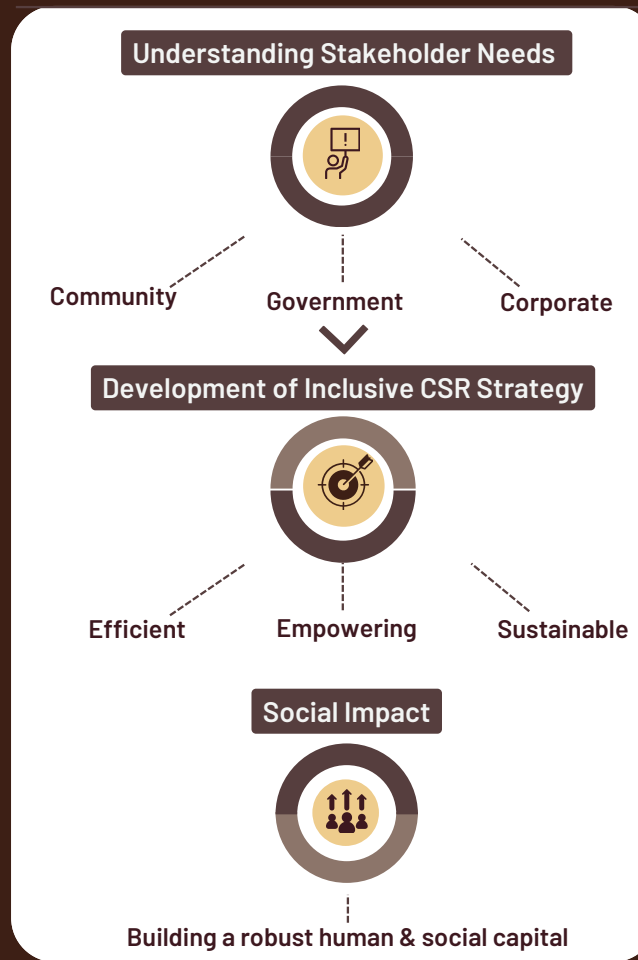 Understanding Stakeholder Needs
!
Community
Government
Corporate
Development of Inclusive CSR Strategy
Efficient
Empowering
Sustainable
Social Impact
Building a robust human & social capital